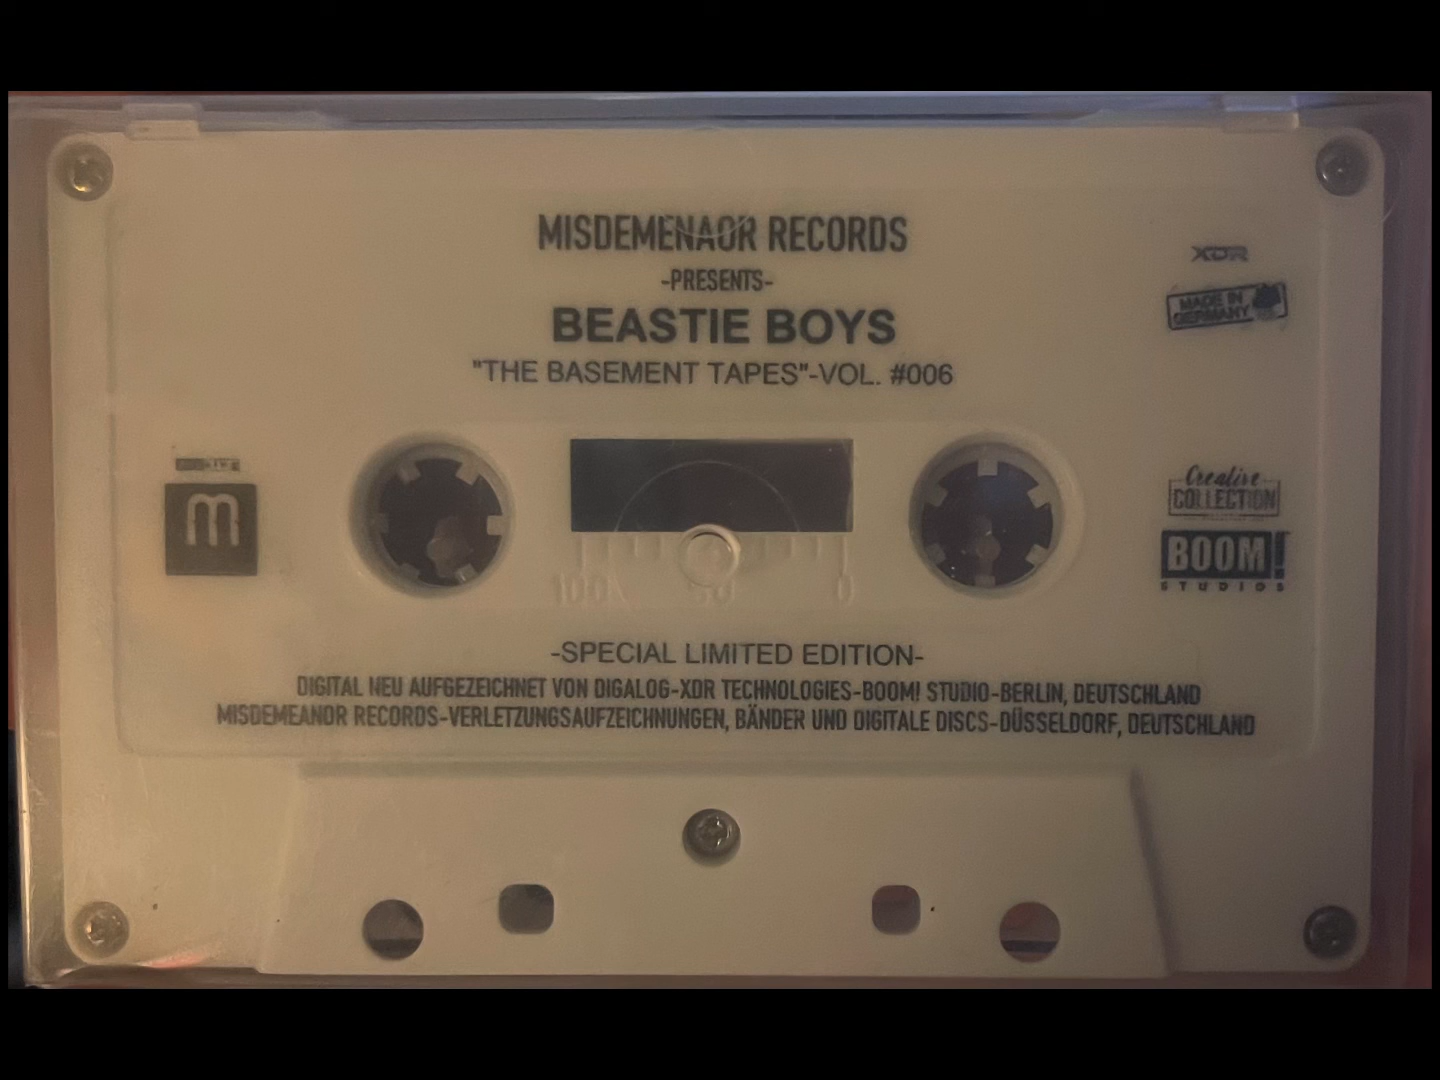 MISDEMENAOR RECORDS
-PRESENTS-
BEASTIE BOYS
"THE BASEMENT TAPES"-VOL. #006
XDR
MADE IN
GERMANY
m
Creative
COLLECTION
BOOM!
STUDIOS
100 50 0
-SPECIAL LIMITED EDITION-
DIGITAL NEU AUFGEZEICHNET VON DIGALOG-XDR TECHNOLOGIES-BOOM! STUDIO-BERLIN, DEUTSCHLAND
MISDEMEANOR RECORDS-VERLETZUNGSAUFZEICHNUNGEN, BÄNDER UND DIGITALE DISCS-DÜSSELDORF, DEUTSCHLAND